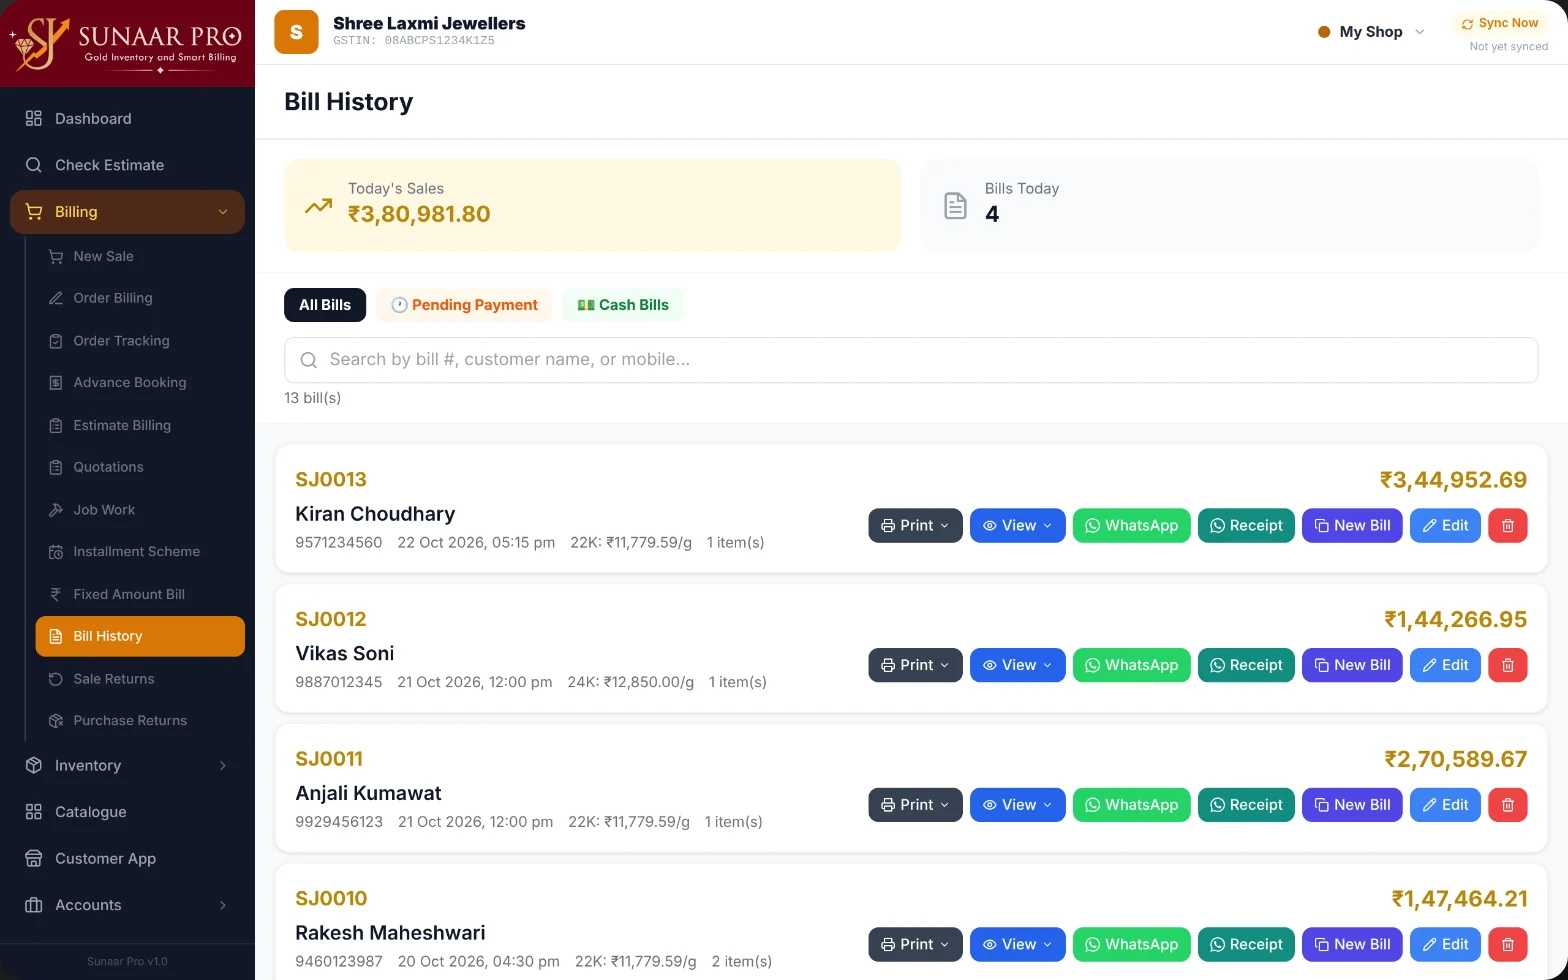 SJ SUNAAR PRO
Gold Inventory and Smart Billing
S
Shree Laxmi Jewellers
GSTIN: 08ABCPS1234K1Z5
My Shop
Sync Now
Not yet synced
Dashboard
Check Estimate
Billing
New Sale
Order Billing
Order Tracking
Advance Booking
Estimate Billing
Quotations
Job Work
Installment Scheme
₹ Fixed Amount Bill
Bill History
Sale Returns
Purchase Returns
Inventory
Catalogue
Customer App
Accounts
Sunaar Pro v1.0
Bill History
Today's Sales
₹3,80,981.80
Bills Today
4
All Bills
Pending Payment
Cash Bills
Search by bill #, customer name, or mobile...
13 bill(s)
SJ0013
₹3,44,952.69
Kiran Choudhary
Print View WhatsApp Receipt New Bill Edit
9571234560 22 Oct 2026, 05:15 pm 22K: ₹11,779.59/g 1 item(s)
SJ0012
₹1,44,266.95
Vikas Soni
Print View WhatsApp Receipt New Bill Edit
9887012345 21 Oct 2026, 12:00 pm 24K: ₹12,850.00/g 1 item(s)
SJ0011
₹2,70,589.67
Anjali Kumawat
Print View WhatsApp Receipt New Bill Edit
9929456123 21 Oct 2026, 12:00 pm 22K: ₹11,779.59/g 1 item(s)
SJ0010
₹1,47,464.21
Rakesh Maheshwari
Print View WhatsApp Receipt New Bill Edit
9460123987 20 Oct 2026, 04:30 pm 22K: ₹11,779.59/g 2 item(s)